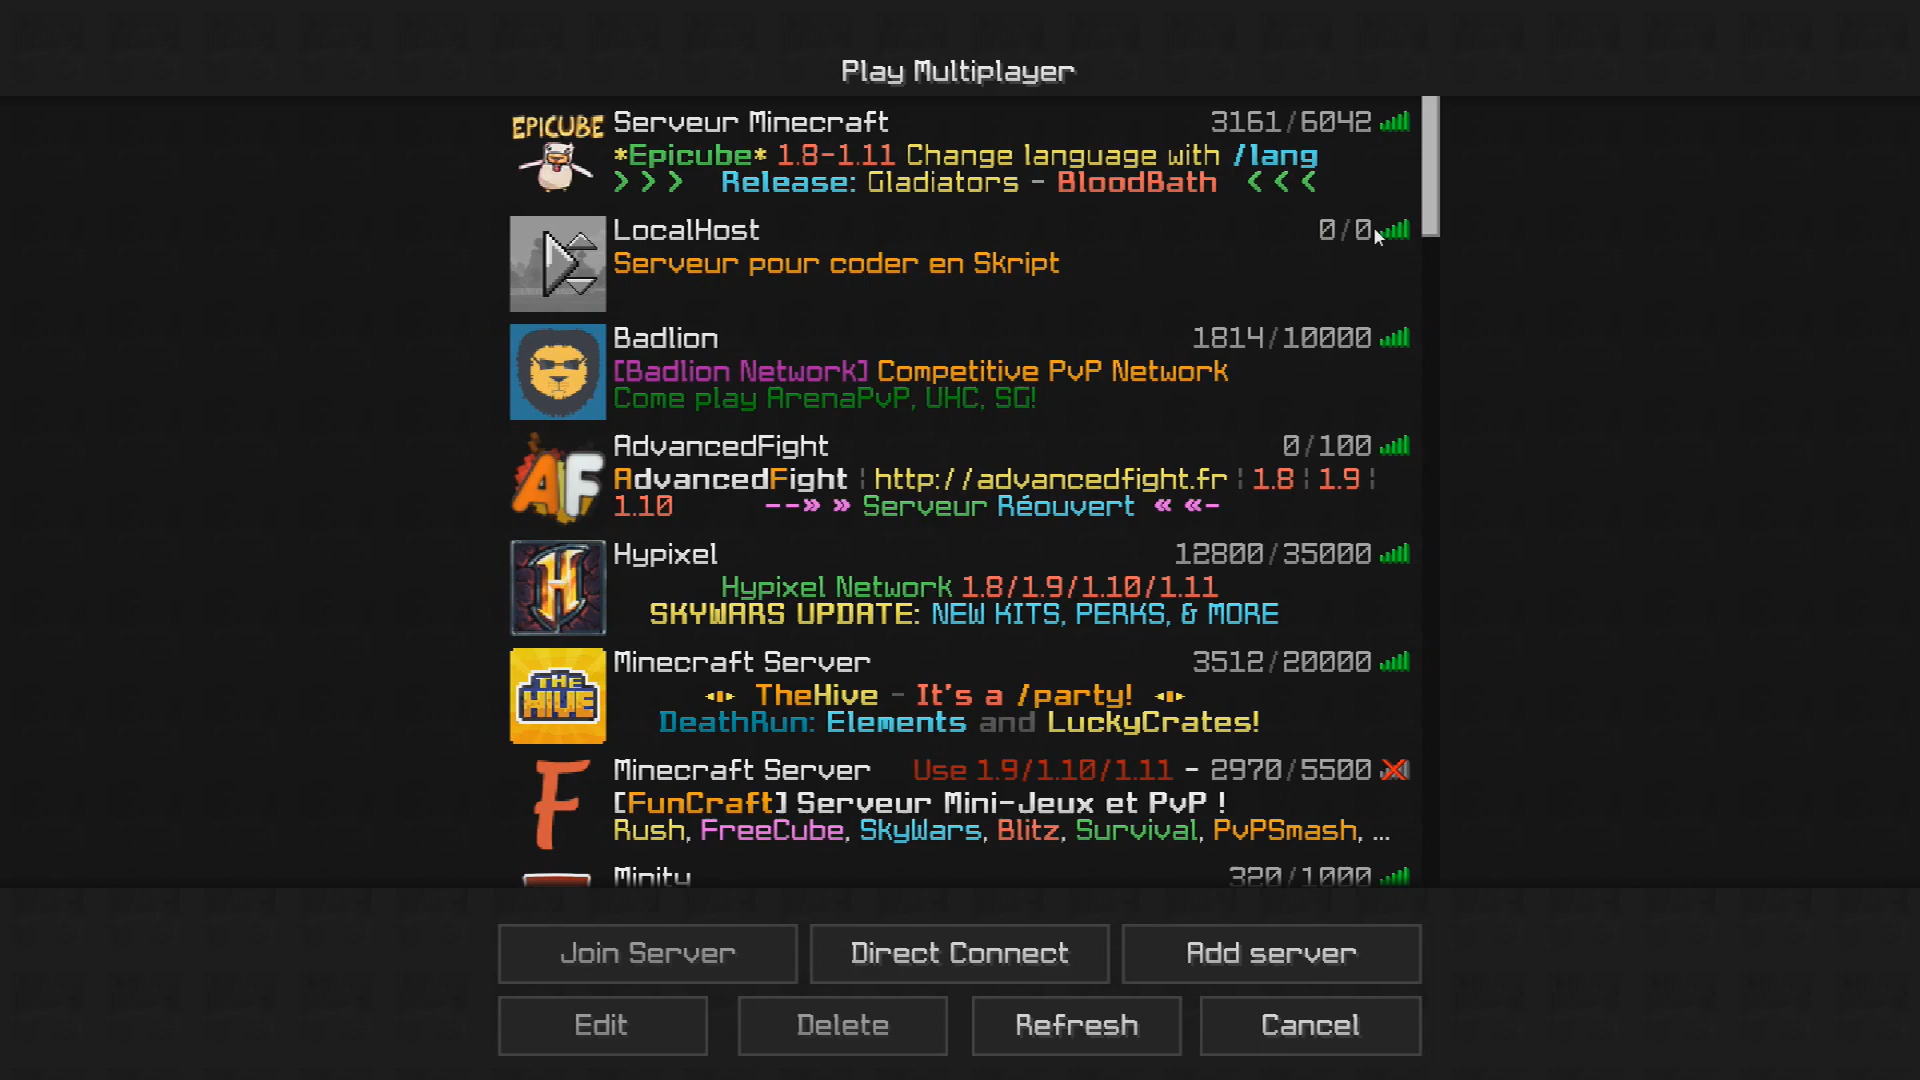 Play Multiplayer
EPICUBE
Serveur Minecraft 3161/6042
*Epicube* 1.8-1.11 Change language with /lang
>>> Release: Gladiators - BloodBath <<<
LocalHost 0/0
Serveur pour coder en Skript
Badlion 1814/10000
[Badlion Network] Competitive PvP Network
Come play ArenaPvP, UHC, SG!
AF
AdvancedFight 0/100
AdvancedFight | http://advancedfight.fr | 1.8 | 1.9 |
1.10 --» » Serveur Réouvert « «-
H
Hypixel 12800/35000
Hypixel Network 1.8/1.9/1.10/1.11
SKYWARS UPDATE: NEW KITS, PERKS, & MORE
THE
HIVE
Minecraft Server 3512/20000
TheHive - It's a /party!
DeathRun: Elements and LuckyCrates!
F
Minecraft Server Use 1.9/1.10/1.11 - 2970/5500
[FunCraft] Serveur Mini-Jeux et PvP !
Rush, FreeCube, SkyWars, Blitz, Survival, PvPSmash, ...
Minity 320/1000
Join Server
Direct Connect
Add server
Edit
Delete
Refresh
Cancel